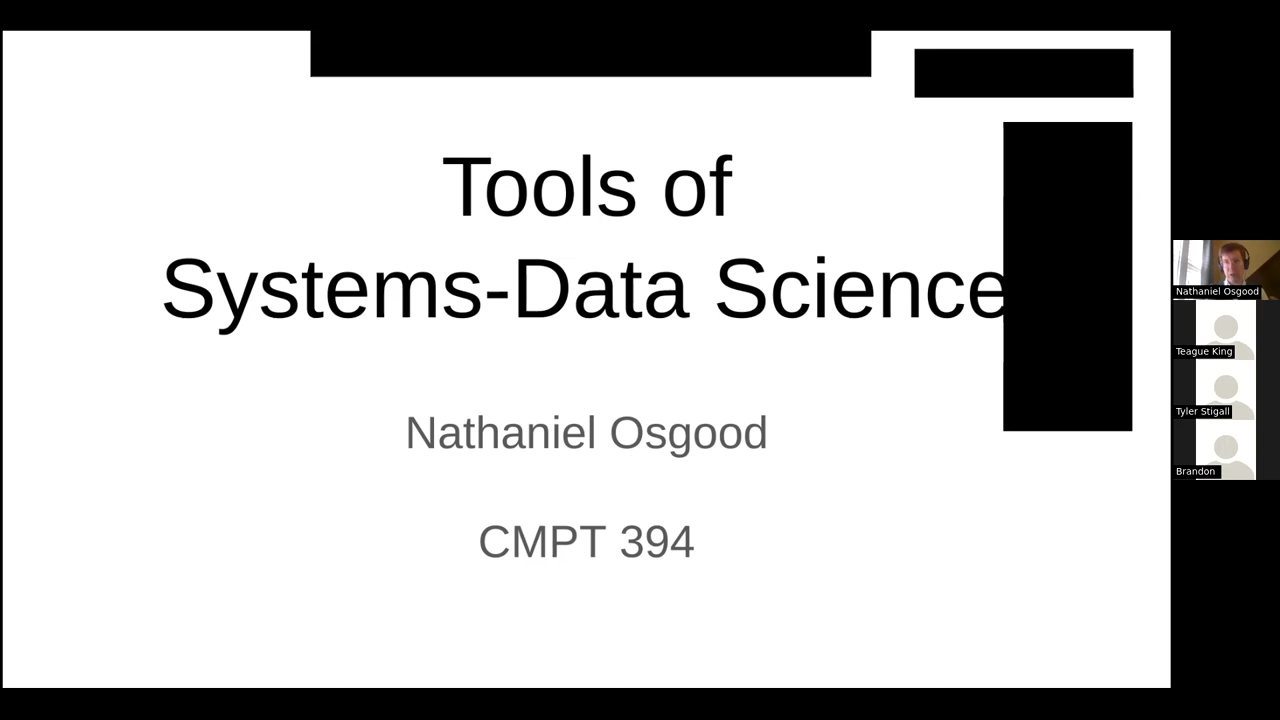 Tools of
Systems-Data Science
Nathaniel Osgood
CMPT 394
Nathaniel Osgood
Teague King
Tyler Stigall
Brandon